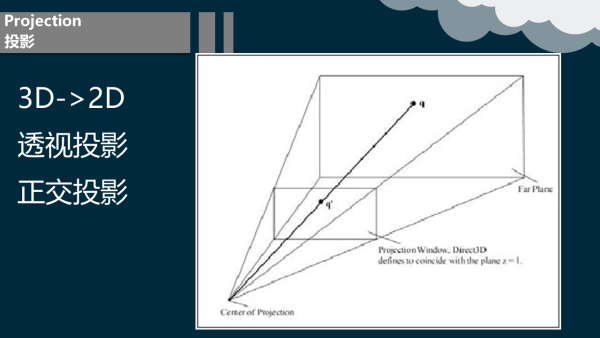 Projection
投影
3D->2D
透视投影
正交投影
q
q'
Far Plane
Projection Window, Direct3D
defines to coincide with the plane z = 1.
Center of Projection